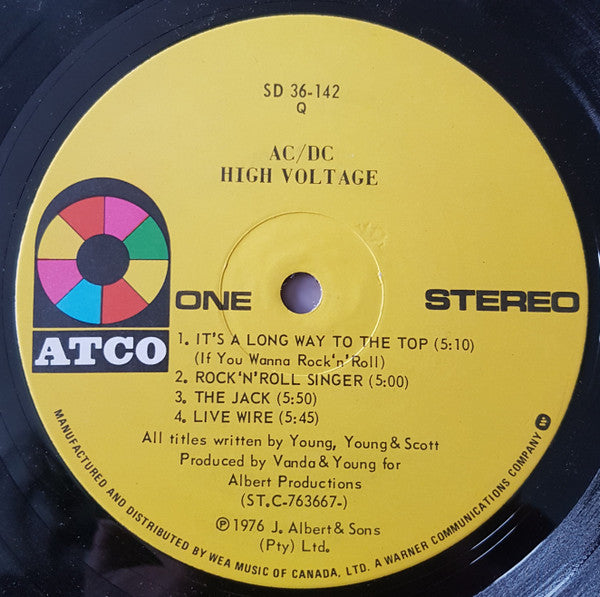 SD 36-142
Q
AC/DC
HIGH VOLTAGE
ONE
STEREO
ATCO
1. IT'S A LONG WAY TO THE TOP (5:10)
(If You Wanna Rock'n'Roll)
2. ROCK'N'ROLL SINGER (5:00)
3. THE JACK (5:50)
4. LIVE WIRE (5:45)
All titles written by Young, Young & Scott
Produced by Vanda & Young for
Albert Productions
(ST.C-763667-)
℗ 1976 J. Albert & Sons
(Pty) Ltd.
MANUFACTURED AND DISTRIBUTED BY WEA MUSIC OF CANADA, LTD. A WARNER COMMUNICATIONS COMPANY